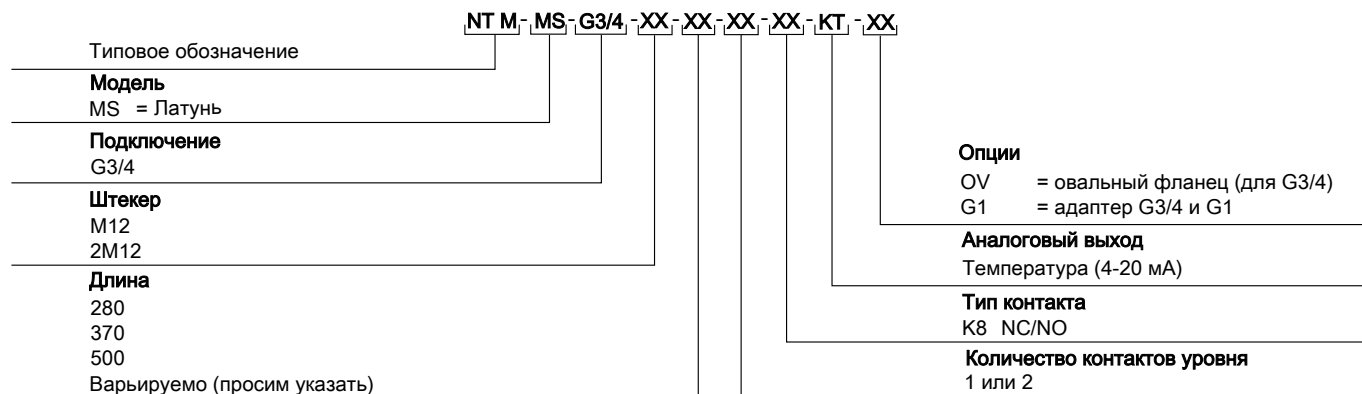 NT M - MS - G3/4 - XX - XX - XX - XX - KT - XX
Типовое обозначение
Модель
MS = Латунь
Подключение
G3/4
Штекер
M12
2M12
Длина
280
370
500
Варьируемо (просим указать)
Опции
OV = овальный фланец (для G3/4)
G1 = адаптер G3/4 и G1
Аналоговый выход
Температура (4-20 мА)
Тип контакта
K8 NC/NO
Количество контактов уровня
1 или 2